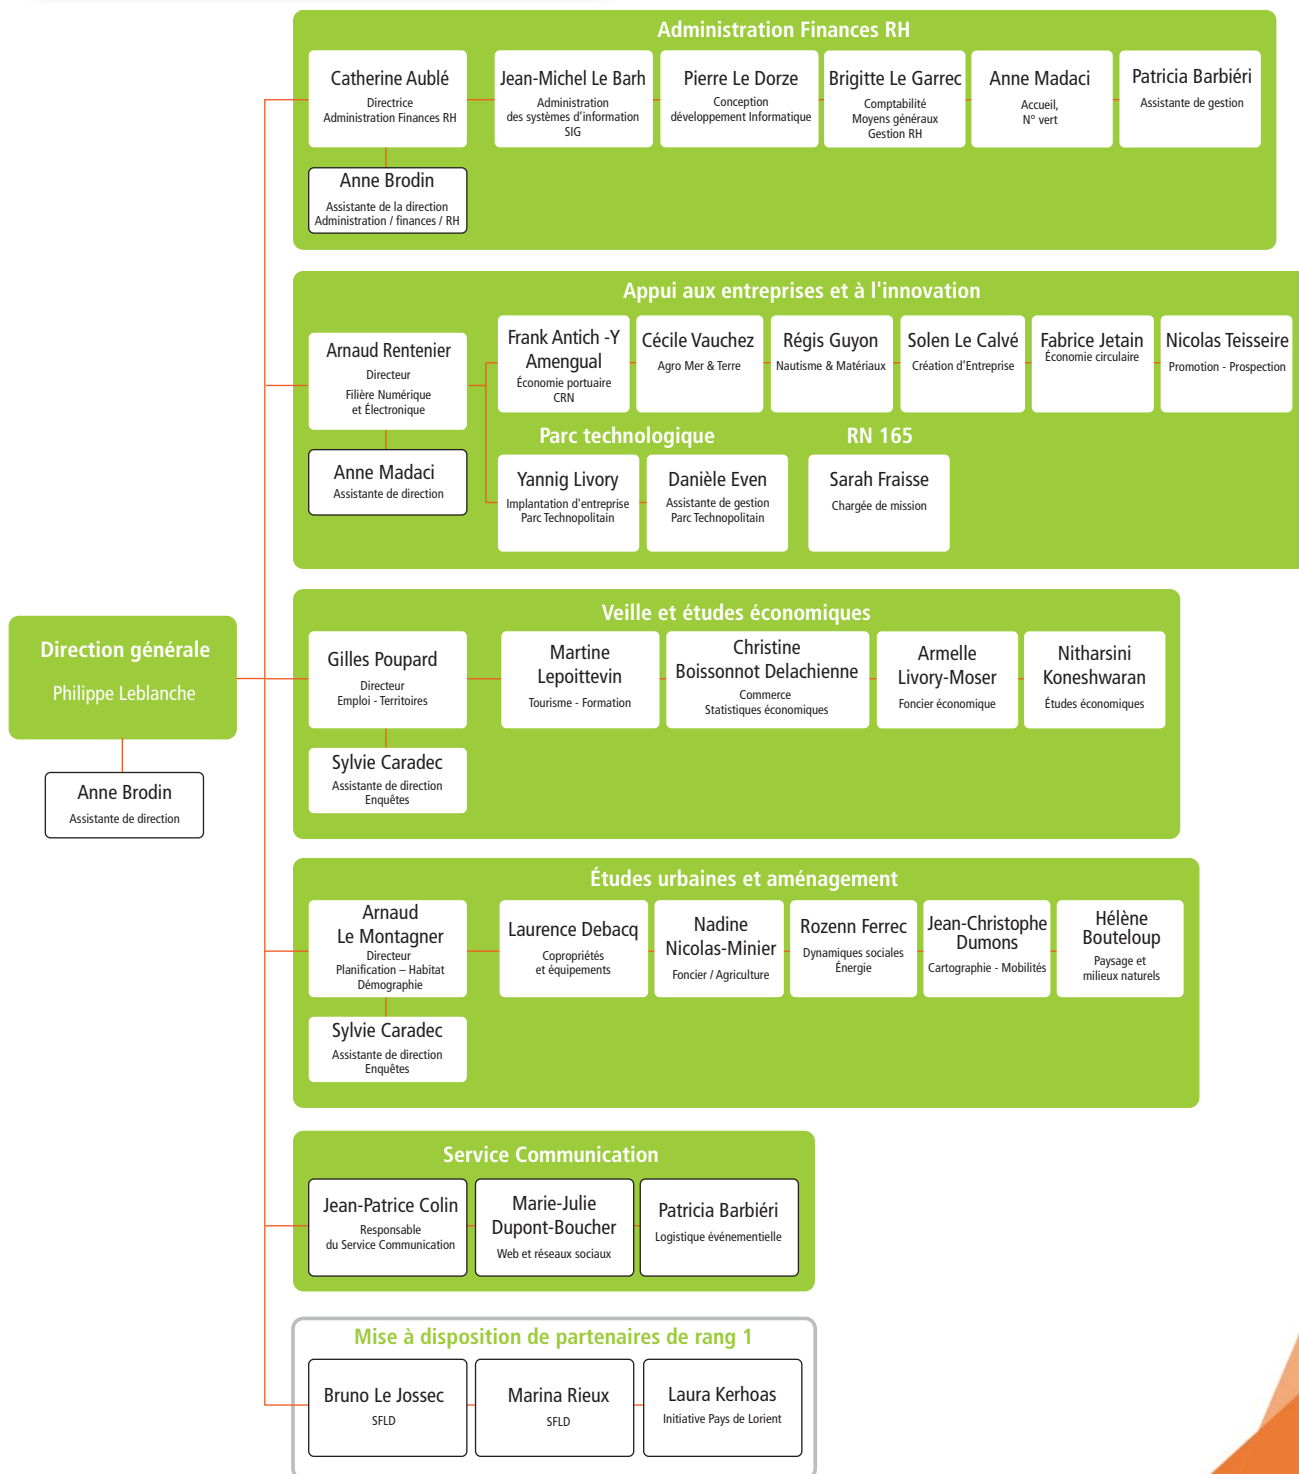 Administration Finances RH
Catherine Aublé
Directrice
Administration Finances RH
Jean-Michel Le Barh
Administration
des systèmes d'information
SIG
Pierre Le Dorze
Conception
développement Informatique
Brigitte Le Garrec
Comptabilité
Moyens généraux
Gestion RH
Anne Madaci
Accueil,
N° vert
Patricia Barbiéri
Assistante de gestion
Anne Brodin
Assistante de la direction
Administration / finances / RH
Appui aux entreprises et à l'innovation
Arnaud Rentenier
Directeur
Filière Numérique
et Électronique
Frank Antich -Y
Amengual
Économie portuaire
CRN
Cécile Vauchez
Agro Mer & Terre
Régis Guyon
Nautisme & Matériaux
Solen Le Calvé
Création d'Entreprise
Fabrice Jetain
Économie circulaire
Nicolas Teisseire
Promotion - Prospection
Anne Madaci
Assistante de direction
Parc technologique
Yannig Livory
Implantation d'entreprise
Parc Technopolitain
Danièle Even
Assistante de gestion
Parc Technopolitain
RN 165
Sarah Fraisse
Chargée de mission
Direction générale
Philippe Leblanche
Anne Brodin
Assistante de direction
Veille et études économiques
Gilles Poupard
Directeur
Emploi - Territoires
Martine
Lepoittevin
Tourisme - Formation
Christine
Boissonnot Delachienne
Commerce
Statistiques économiques
Armelle
Livory-Moser
Foncier économique
Nitharsini
Koneshwaran
Études économiques
Sylvie Caradec
Assistante de direction
Enquêtes
Études urbaines et aménagement
Arnaud
Le Montagner
Directeur
Planification – Habitat
Démographie
Laurence Debacq
Copropriétés
et équipements
Nadine
Nicolas-Minier
Foncier / Agriculture
Rozenn Ferrec
Dynamiques sociales
Énergie
Jean-Christophe
Dumons
Cartographie - Mobilités
Hélène
Bouteloup
Paysage et
milieux naturels
Sylvie Caradec
Assistante de direction
Enquêtes
Service Communication
Jean-Patrice Colin
Responsable
du Service Communication
Marie-Julie
Dupont-Boucher
Web et réseaux sociaux
Patricia Barbiéri
Logistique événementielle
Mise à disposition de partenaires de rang 1
Bruno Le Jossec
SFLD
Marina Rieux
SFLD
Laura Kerhoas
Initiative Pays de Lorient